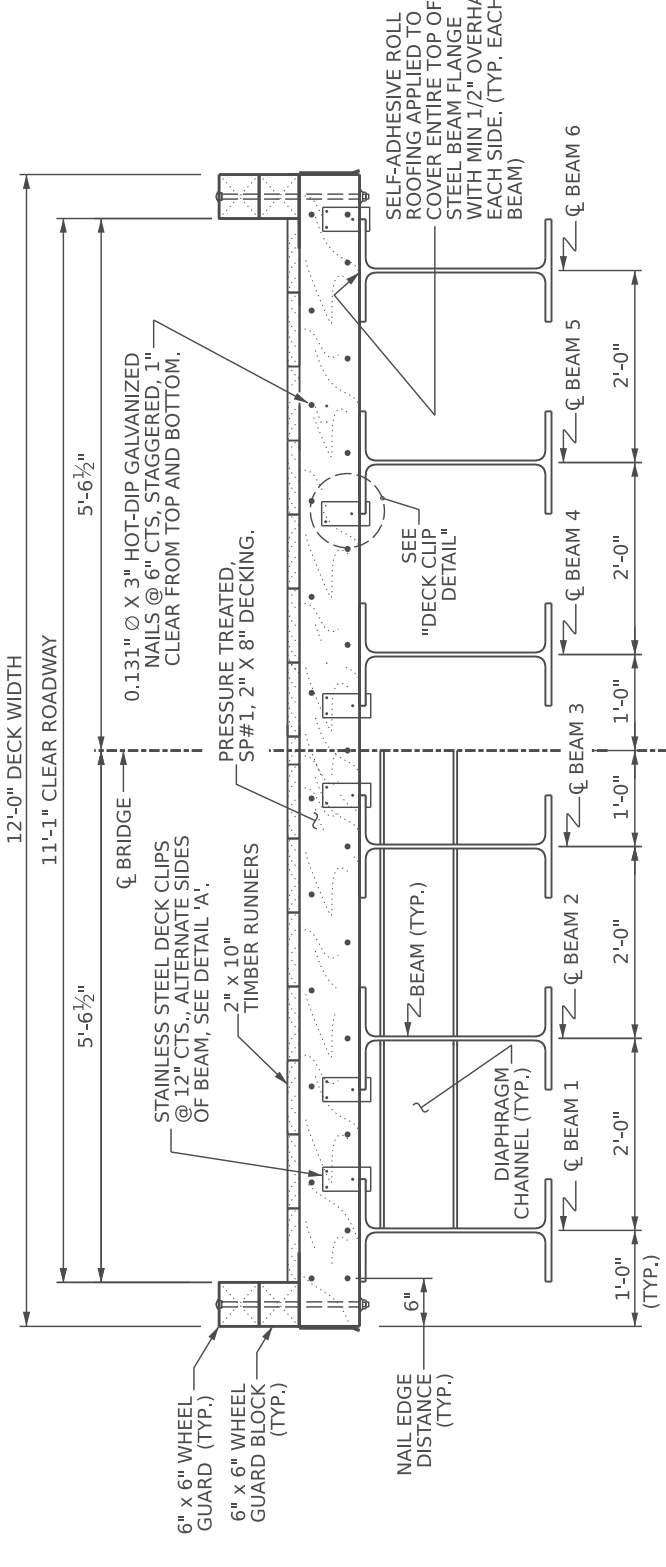 12'-0" DECK WIDTH
11'-1" CLEAR ROADWAY
5'-6½"
5'-6½"
℄ BRIDGE
0.131" ∅ X 3" HOT-DIP GALVANIZED
NAILS @ 6" CTS, STAGGERED, 1"
CLEAR FROM TOP AND BOTTOM.
STAINLESS STEEL DECK CLIPS
@ 12" CTS., ALTERNATE SIDES
OF BEAM, SEE DETAIL 'A'.
2" x 10"
TIMBER RUNNERS
PRESSURE TREATED,
SP#1, 2" X 8" DECKING.
6" x 6" WHEEL
GUARD (TYP.)
6" x 6" WHEEL
GUARD BLOCK
(TYP.)
SELF-ADHESIVE ROLL
ROOFING APPLIED TO
COVER ENTIRE TOP OF
STEEL BEAM FLANGE
WITH MIN 1/2"
EACH SIDE. (TYP. EACH
BEAM)
NAIL EDGE
DISTANCE
(TYP.)
6"
BEAM (TYP.)
SEE
"DECK CLIP
DETAIL"
DIAPHRAGM
CHANNEL (TYP.)
℄ BEAM 1
℄ BEAM 2
℄ BEAM 3
℄ BEAM 4
℄ BEAM 5
℄ BEAM 6
1'-0"
(TYP.)
2'-0"
2'-0"
1'-0"
1'-0"
2'-0"
2'-0"